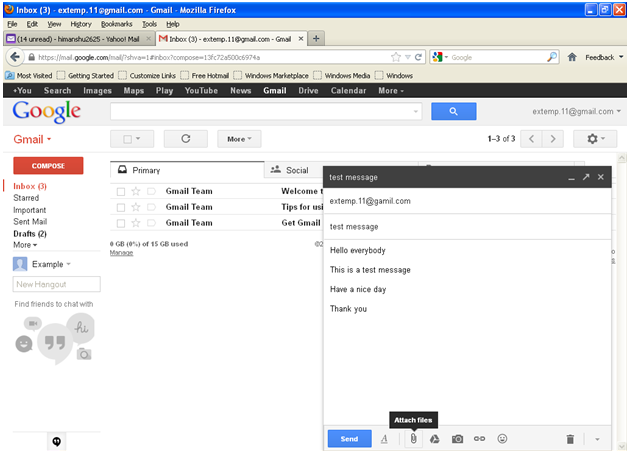 Inbox (3) - extemp.11@gmail.com - Gmail - Mozilla Firefox
File Edit View History Bookmarks Tools Help
(14 unread) - himanshu2625 - Yahoo! Mail
Inbox (3) - extemp.11@gmail.com - Gmail
https://mail.google.com/mail/?shva=1#inbox?compose=13fc72a500c6974a
Google
Feedback
Most Visited Getting Started Customize Links Free Hotmail Windows Marketplace Windows Media Windows
+You Search Images Maps Play YouTube News Gmail Drive Calendar More
Google
extemp.11@gmail.com
Gmail
More
1–3 of 3
COMPOSE
Primary
Social
Inbox (3)
Starred
Important
Sent Mail
Drafts (2)
More
Gmail Team Welcome t
Gmail Team Tips for usi
Gmail Team Get Gmail
0 GB (0%) of 15 GB used
Manage
©2
Example
New Hangout
Find friends to chat with
hi
test message
extemp.11@gamil.com
test message
Hello everybody
This is a test message
Have a nice day
Thank you
Attach files
Send